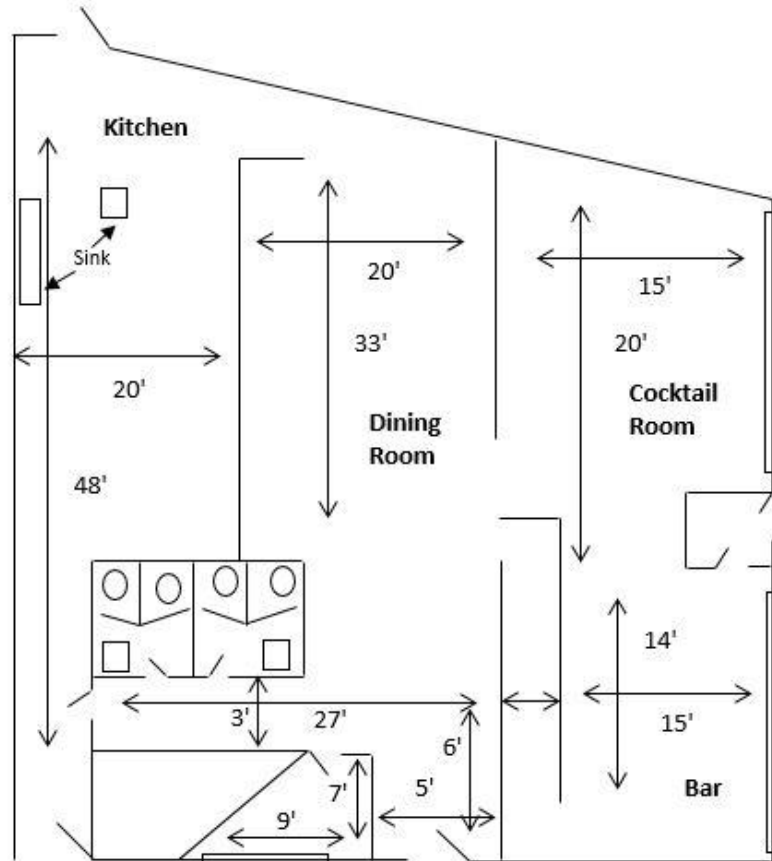 Kitchen
Sink
20'
15'
33'
20'
20'
Cocktail
Room
Dining
Room
48'
14'
3'
27'
15'
6'
7'
5'
Bar
9'